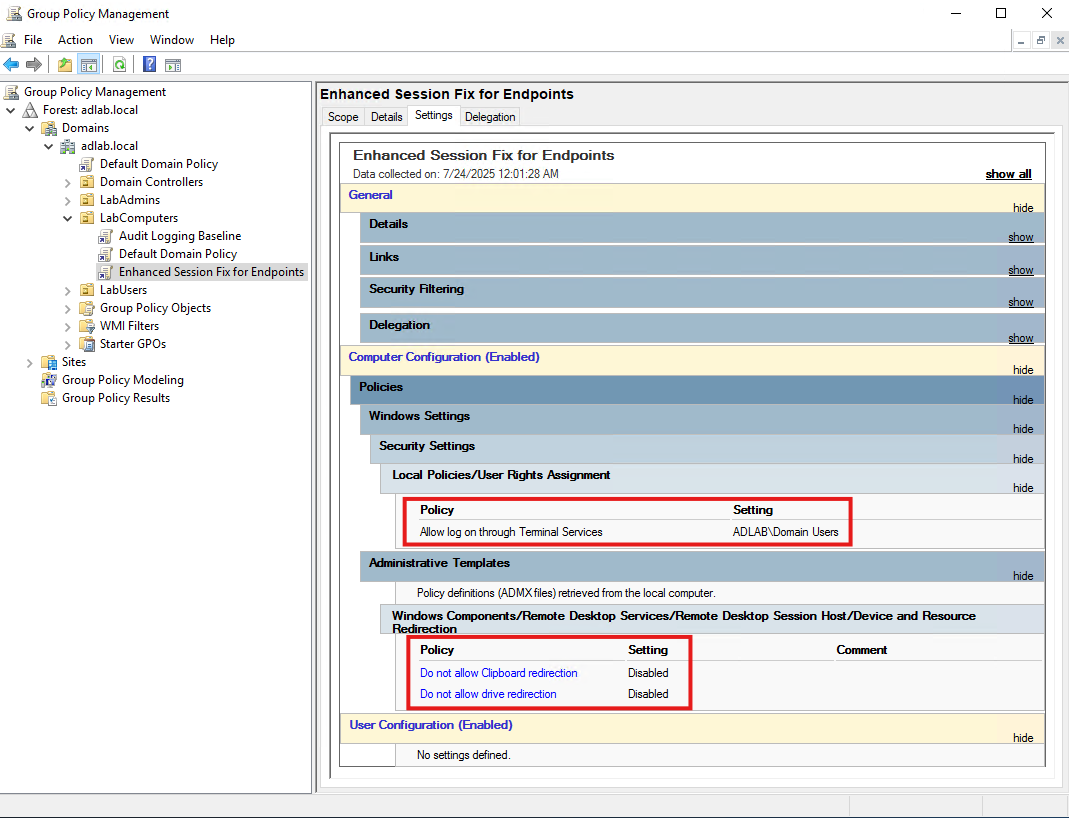 Group Policy Management
File Action View Window Help
Group Policy Management
Forest: adlab.local
Domains
adlab.local
Default Domain Policy
Domain Controllers
LabAdmins
LabComputers
Audit Logging Baseline
Default Domain Policy
Enhanced Session Fix for Endpoints
LabUsers
Group Policy Objects
WMI Filters
Starter GPOs
Sites
Group Policy Modeling
Group Policy Results
Enhanced Session Fix for Endpoints
Scope Details Settings Delegation
Enhanced Session Fix for Endpoints
Data collected on: 7/24/2025 12:01:28 AM show all
General hide
Details show
Links show
Security Filtering show
Delegation show
Computer Configuration (Enabled) hide
Policies hide
Windows Settings hide
Security Settings hide
Local Policies/User Rights Assignment hide
Policy Setting
Allow log on through Terminal Services ADLAB\Domain Users
Administrative Templates hide
Policy definitions (ADMX files) retrieved from the local computer.
Windows Components/Remote Desktop Services/Remote Desktop Session Host/Device and Resource
Redirection
Policy Setting Comment
Do not allow Clipboard redirection Disabled
Do not allow drive redirection Disabled
User Configuration (Enabled) hide
No settings defined.